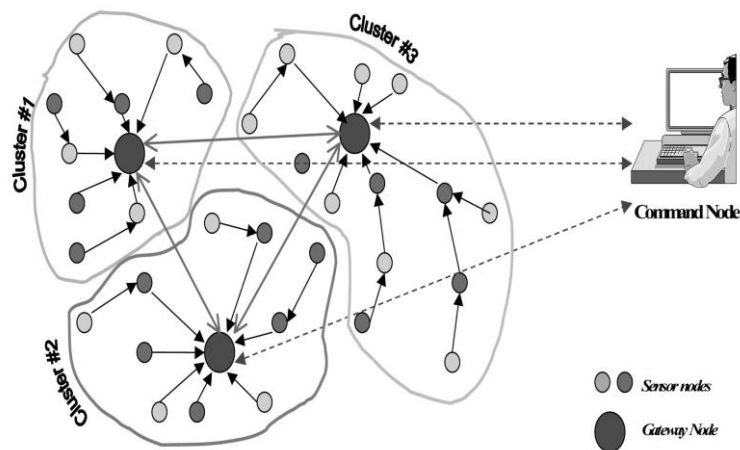 Cluster #1
Cluster #3
Command Node
Cluster #2
Sensor nodes
Gateway Node